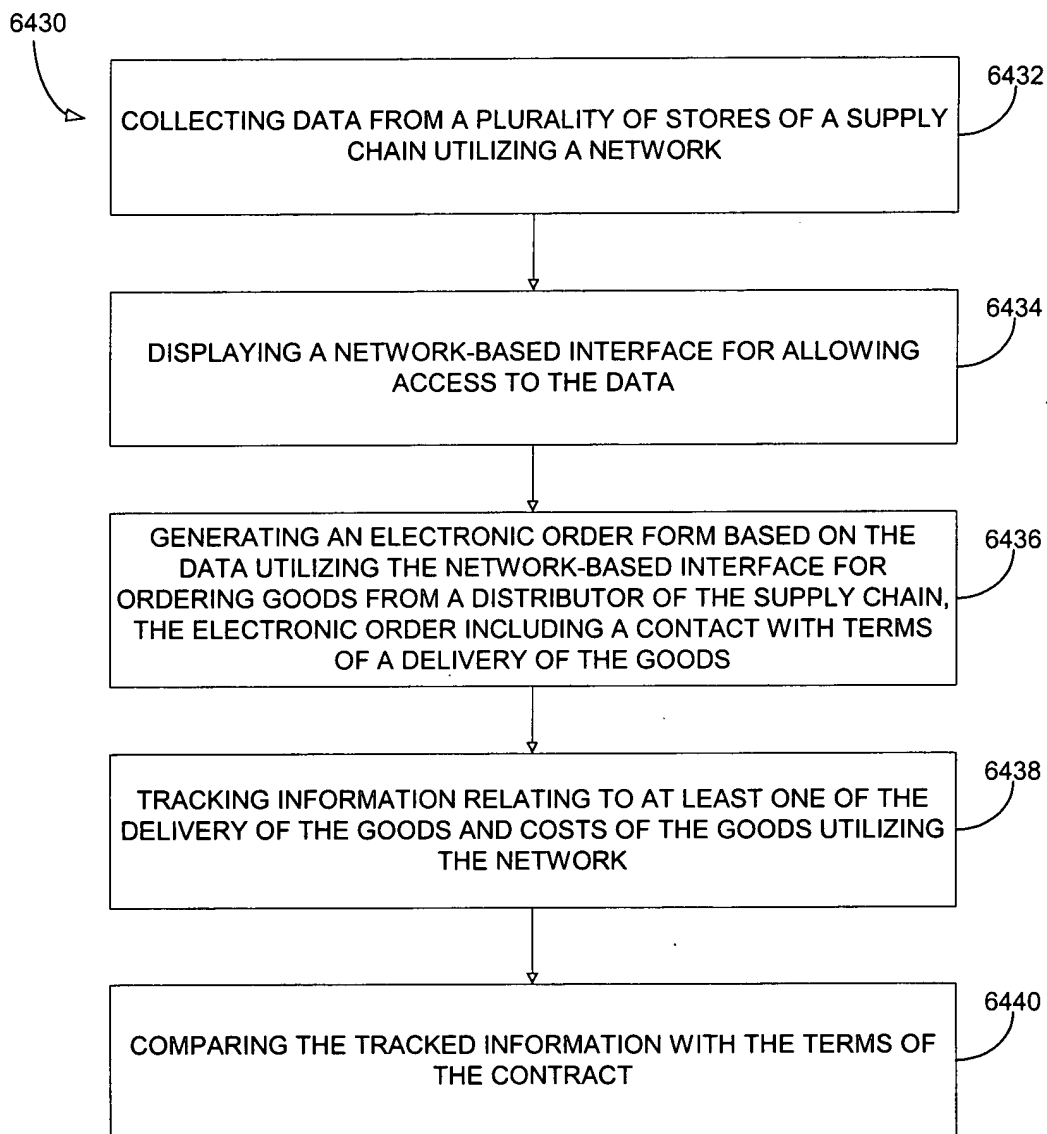 6430
6432
COLLECTING DATA FROM A PLURALITY OF STORES OF A SUPPLY
CHAIN UTILIZING A NETWORK
6434
DISPLAYING A NETWORK-BASED INTERFACE FOR ALLOWING
ACCESS TO THE DATA
6436
GENERATING AN ELECTRONIC ORDER FORM BASED ON THE
DATA UTILIZING THE NETWORK-BASED INTERFACE FOR
ORDERING GOODS FROM A DISTRIBUTOR OF THE SUPPLY CHAIN,
THE ELECTRONIC ORDER INCLUDING A CONTACT WITH TERMS
OF A DELIVERY OF THE GOODS
6438
TRACKING INFORMATION RELATING TO AT LEAST ONE OF THE
DELIVERY OF THE GOODS AND COSTS OF THE GOODS UTILIZING
THE NETWORK
6440
COMPARING THE TRACKED INFORMATION WITH THE TERMS OF
THE CONTRACT